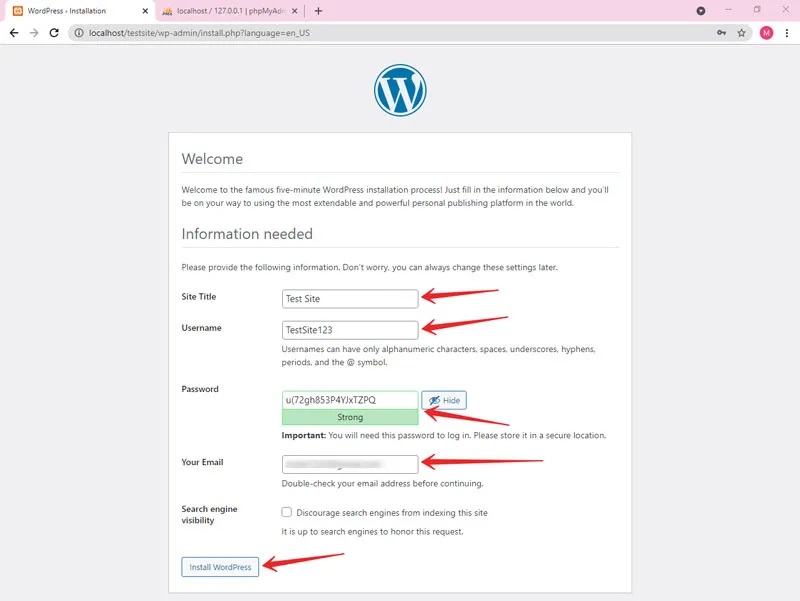 WordPress › Installation
localhost / 127.0.0.1 | phpMyAdm
localhost/testsite/wp-admin/install.php?language=en_US
M
Welcome
Welcome to the famous five-minute WordPress installation process! Just fill in the information below and you'll
be on your way to using the most extendable and powerful personal publishing platform in the world.
Information needed
Please provide the following information. Don't worry, you can always change these settings later.
Site Title
Test Site
Username
TestSite123
Usernames can have only alphanumeric characters, spaces, underscores, hyphens,
periods, and the @ symbol.
Password
u(72gh853P4YJxTZPQ
Hide
Strong
Important: You will need this password to log in. Please store it in a secure location.
Your Email
Double-check your email address before continuing.
Search engine
visibility
Discourage search engines from indexing this site
It is up to search engines to honor this request.
Install WordPress